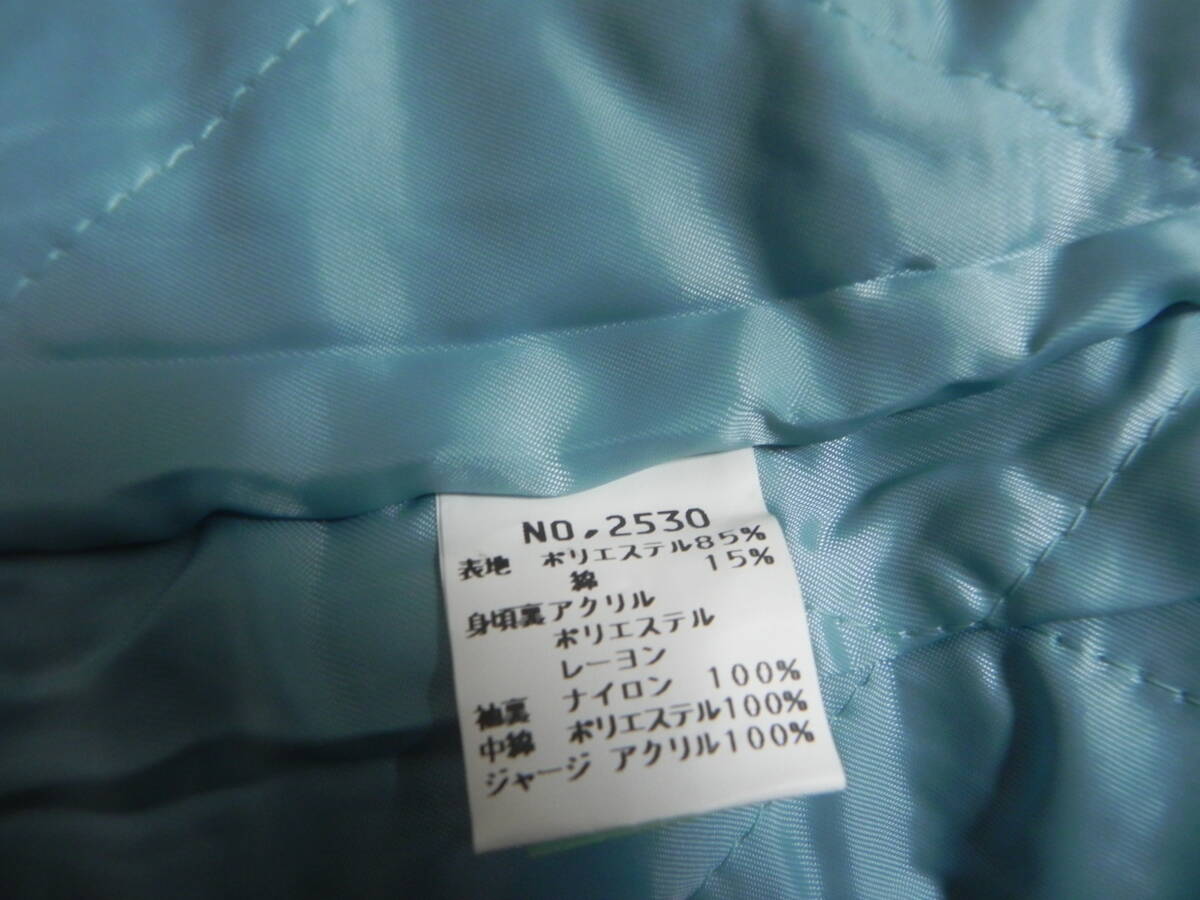 NO,2530
表地 ポリエステル85%
綿 15%
身頃裏アクリル
ポリエステル
レーヨン
袖裏 ナイロン 100%
中綿 ポリエステル100%
ジャージ アクリル100%